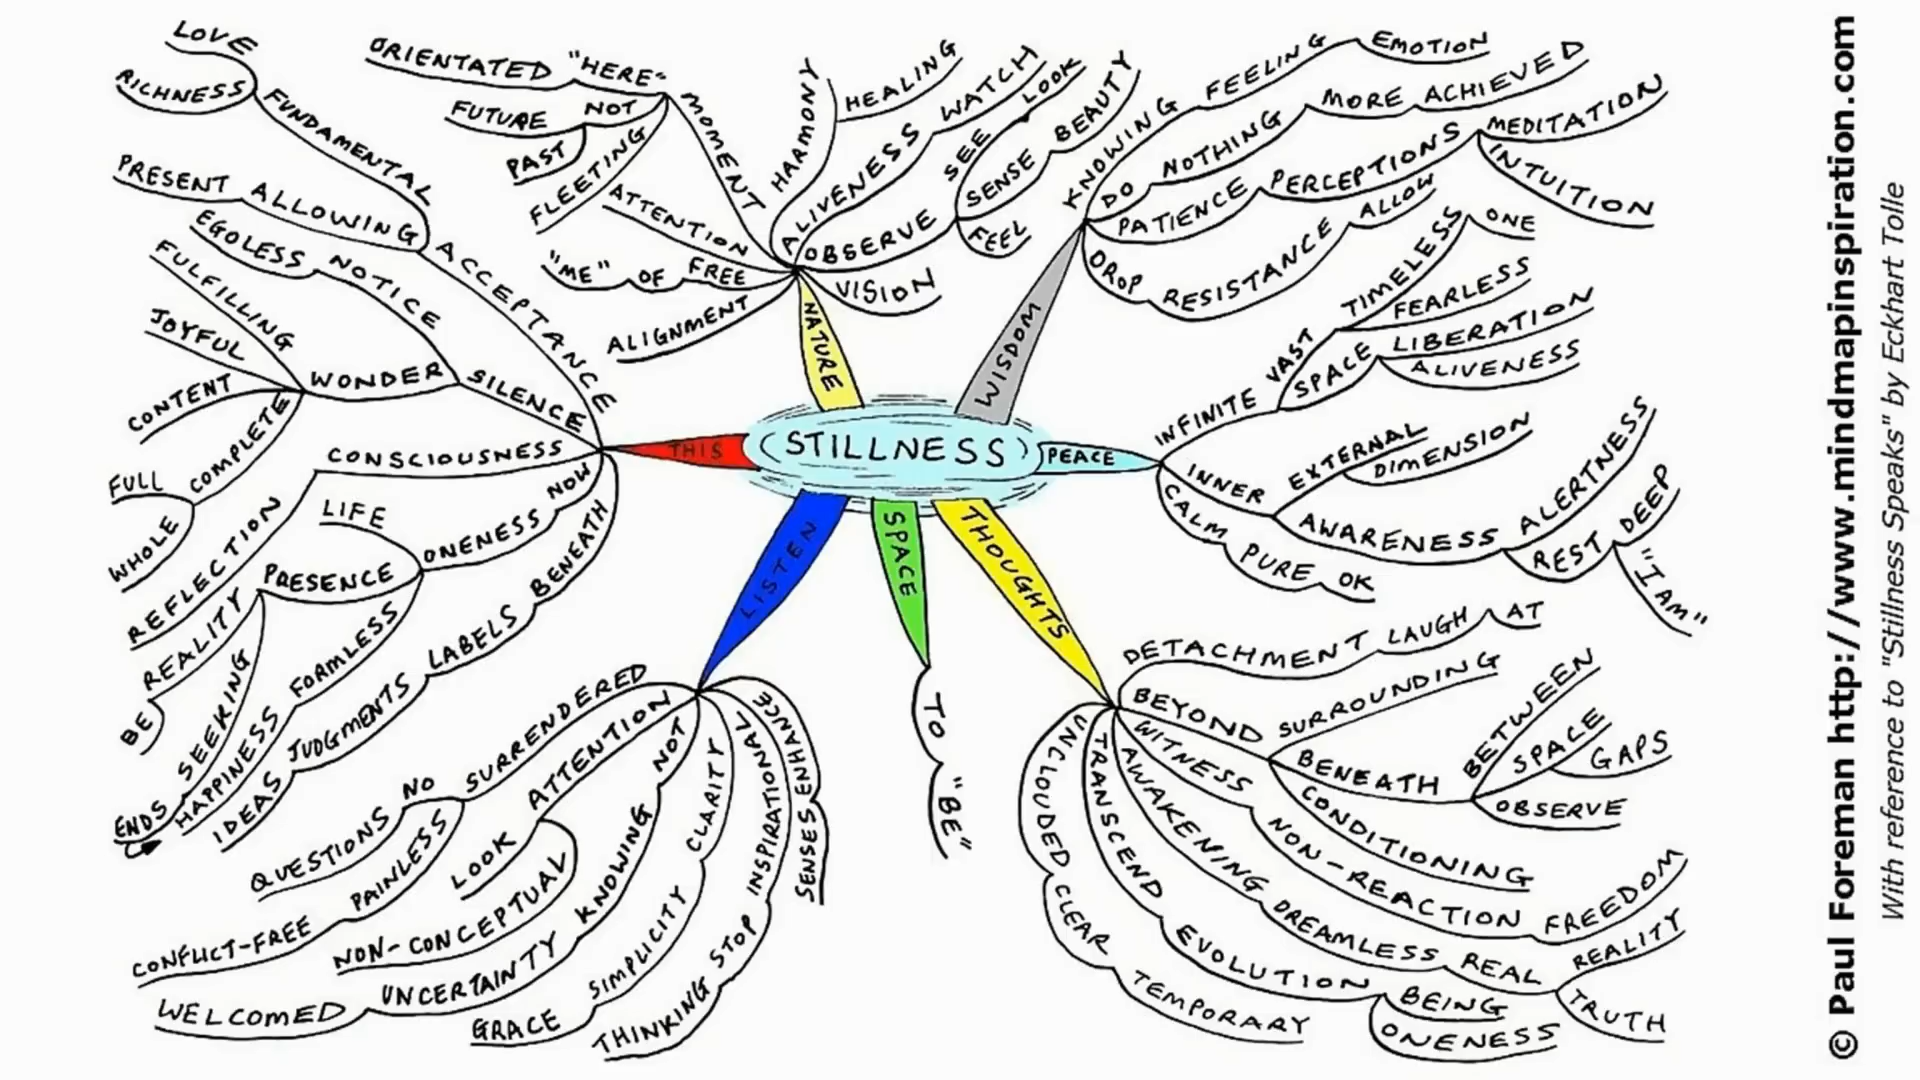 STILLNESS
NATURE
MOMENT
"HERE"
ORIENTATED
NOT
FUTURE
PAST
FLEETING
ATTENTION
FREE
OF
"ME"
ALIGNMENT
HARMONY
HEALING
ALIVENESS
WATCH
OBSERVE
SEE
LOOK
SENSE
BEAUTY
FEEL
VISION
WISDOM
KNOWING
FEELING
EMOTION
DO
NOTHING
MORE
ACHIEVED
PATIENCE
PERCEPTIONS
MEDITATION
INTUITION
DROP
RESISTANCE
ALLOW
PEACE
INFINITE
VAST
TIMELESS
ONE
FEARLESS
SPACE
LIBERATION
ALIVENESS
INNER
EXTERNAL
DIMENSION
AWARENESS
ALERTNESS
REST
DEEP
"I AM"
CALM
PURE
OK
THOUGHTS
DETACHMENT
LAUGH
AT
BEYOND
SURROUNDING
BENEATH
BETWEEN
SPACE
GAPS
OBSERVE
CONDITIONING
WITNESS
NON-REACTION
FREEDOM
AWAKENING
DREAMLESS
REAL
REALITY
TRUTH
TRANSCEND
EVOLUTION
BEING
ONENESS
UNCLOUDED
CLEAR
TEMPORARY
SPACE
TO
"BE"
LISTEN
SURRENDERED
NO
QUESTIONS
PAINLESS
CONFLICT-FREE
ATTENTION
LOOK
NON-CONCEPTUAL
NOT
KNOWING
UNCERTAINTY
WELCOMED
CLARITY
SIMPLICITY
GRACE
INSPIRATIONAL
STOP
THINKING
ENHANCE
SENSES
THIS
ACCEPTANCE
FUNDAMENTAL
LOVE
RICHNESS
ALLOWING
PRESENT
SILENCE
NOTICE
EGOLESS
WONDER
FULFILLING
JOYFUL
CONTENT
COMPLETE
FULL
WHOLE
CONSCIOUSNESS
REFLECTION
NOW
ONENESS
LIFE
PRESENCE
REALITY
BE
SEEKING
ENDS
FORMLESS
HAPPINESS
BENEATH
LABELS
JUDGMENTS
IDEAS
© Paul Foreman http://www.mindmapinspiration.com
With reference to "Stillness Speaks" by Eckhart Tolle